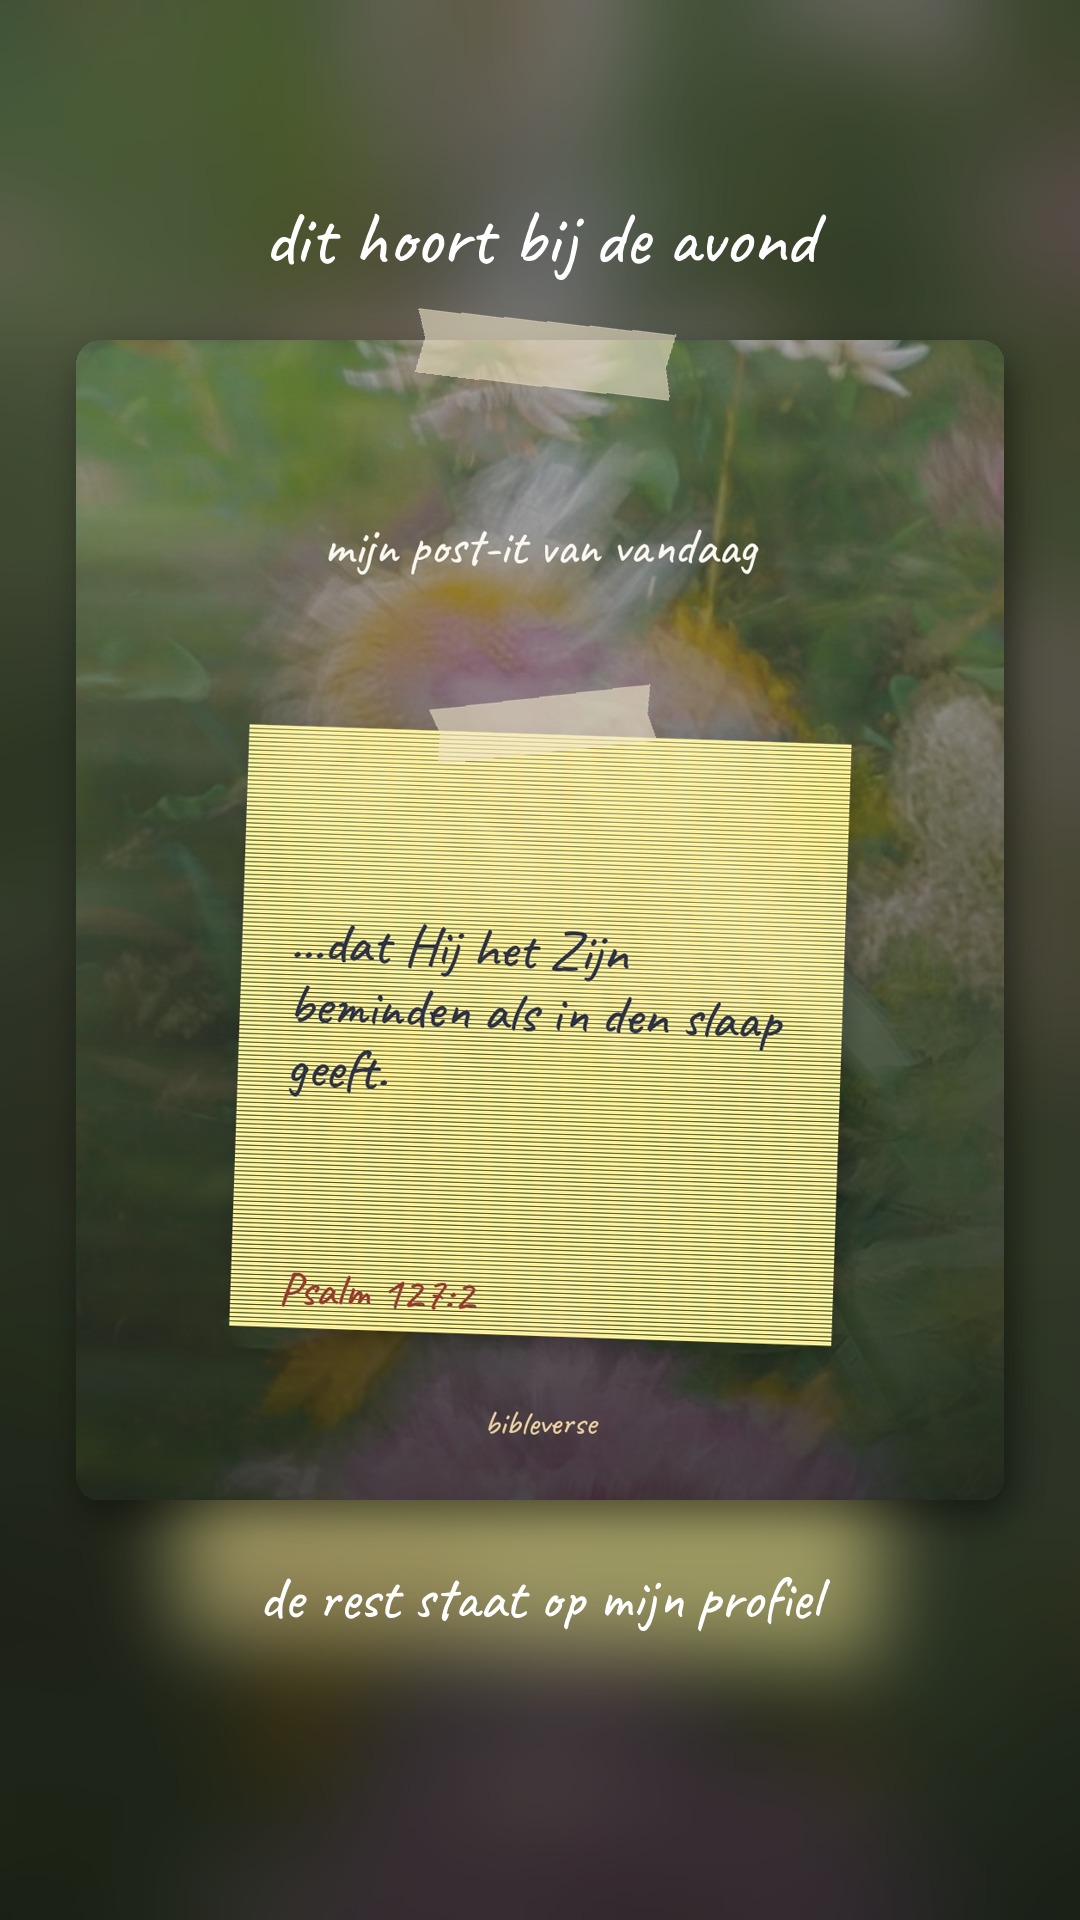 dit hoort bij de avond
mijn post-it van vandaag
...dat Hij het Zijn
beminden als in den slaap
geeft.
Psalm 127:2
bibleverse
de rest staat op mijn profiel